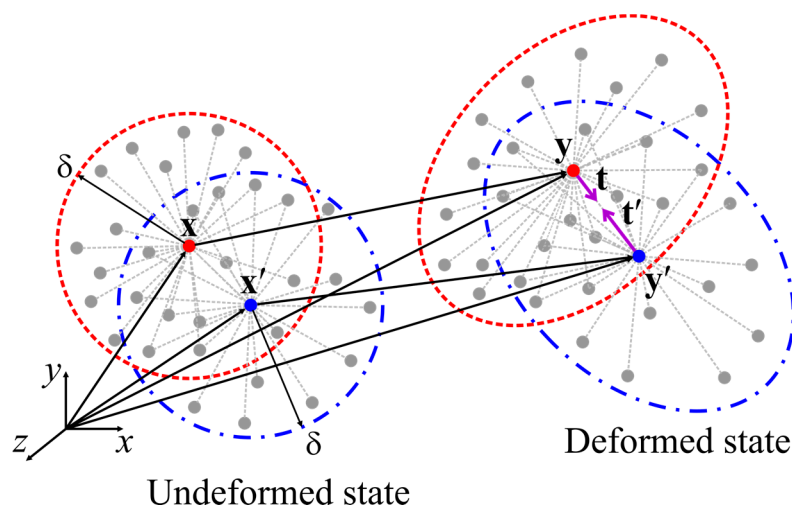 y
t
t′
δ
x
x′
y′
y
z
x
δ
Deformed state
Undeformed state